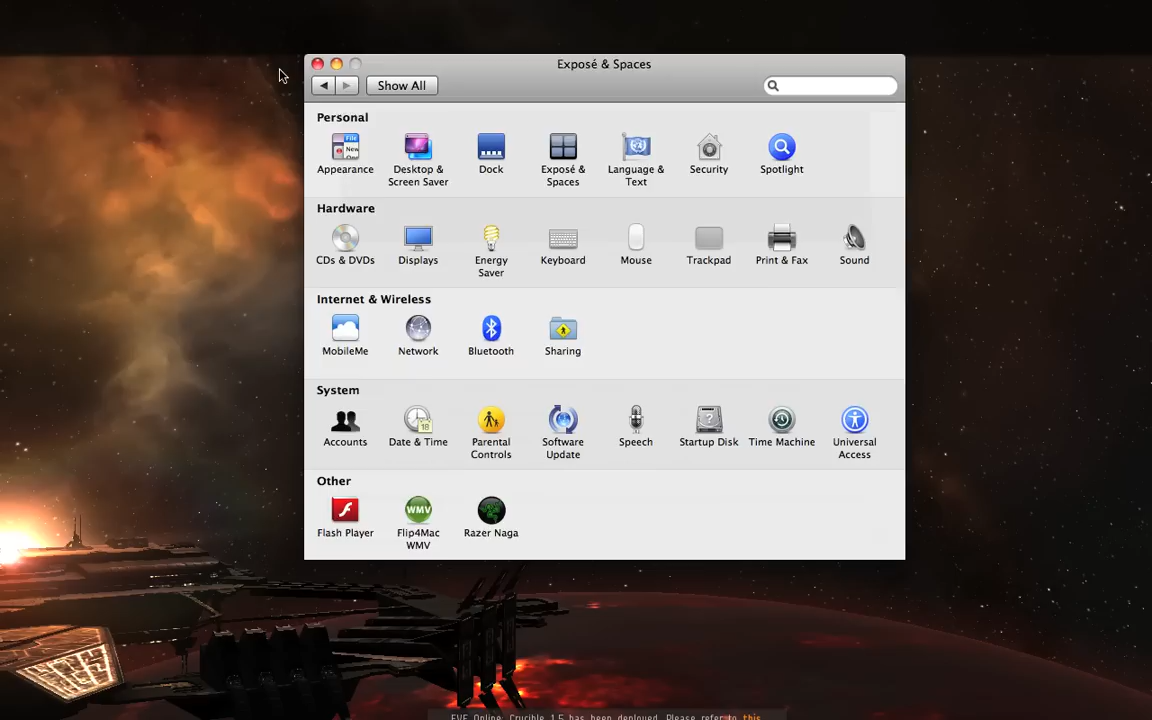 Exposé & Spaces
Show All
Personal
Appearance
Desktop &
Screen Saver
Dock
Exposé &
Spaces
Language &
Text
Security
Spotlight
Hardware
CDs & DVDs
Displays
Energy
Saver
Keyboard
Mouse
Trackpad
Print & Fax
Sound
Internet & Wireless
MobileMe
Network
Bluetooth
Sharing
System
Accounts
Date & Time
Parental
Controls
Software
Update
Speech
Startup Disk
Time Machine
Universal
Access
Other
Flash Player
WMV
Flip4Mac
WMV
Razer Naga
EVE Online: Crucible 1.5 has been deployed. Please refer to this